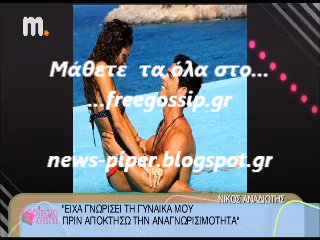 m.
Μάθετε τα όλα στο...
...freegossip.gr
news-piper.blogspot.gr
ΝΙΚΟΣ ΑΝΑΔΙΩΤΗΣ
"ΕΙΧΑ ΓΝΩΡΙΣΕΙ ΤΗ ΓΥΝΑΙΚΑ ΜΟΥ
ΠΡΙΝ ΑΠΟΚΤΗΣΩ ΤΗΝ ΑΝΑΓΝΩΡΙΣΙΜΟΤΗΤΑ"